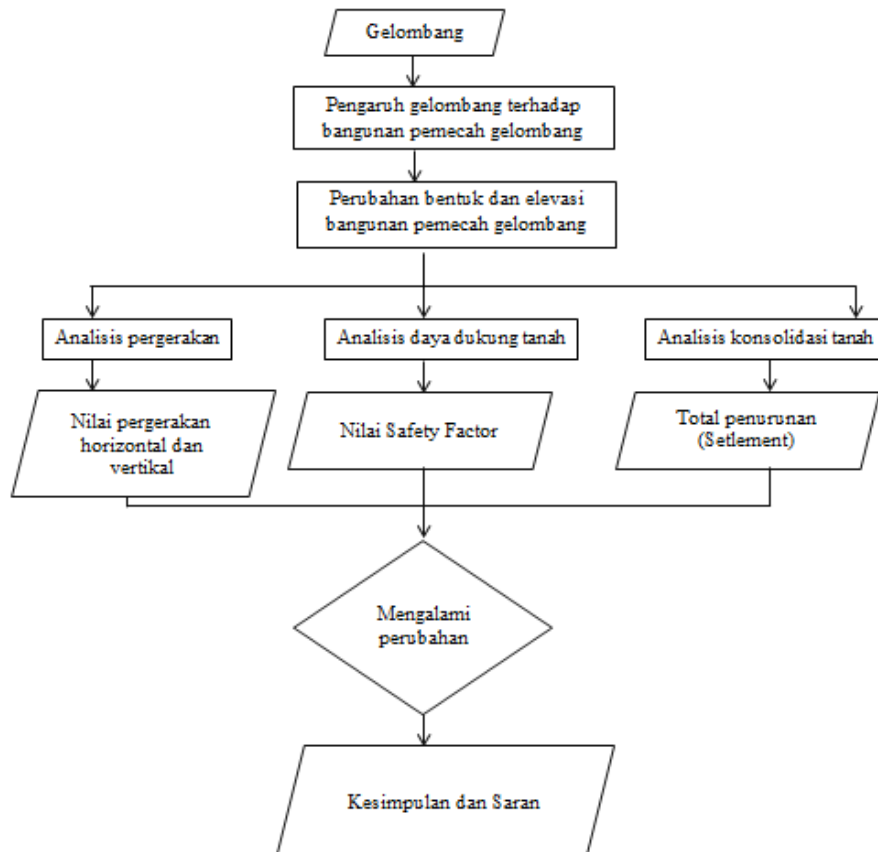 Gelombang
Pengaruh gelombang terhadap
bangunan pemecah gelombang
Perubahan bentuk dan elevasi
bangunan pemecah gelombang
Analisis pergerakan
Analisis daya dukung tanah
Analisis konsolidasi tanah
Nilai pergerakan
horizontal dan
vertikal
Nilai Safety Factor
Total penurunan
(Setlement)
Mengalami
perubahan
Kesimpulan dan Saran